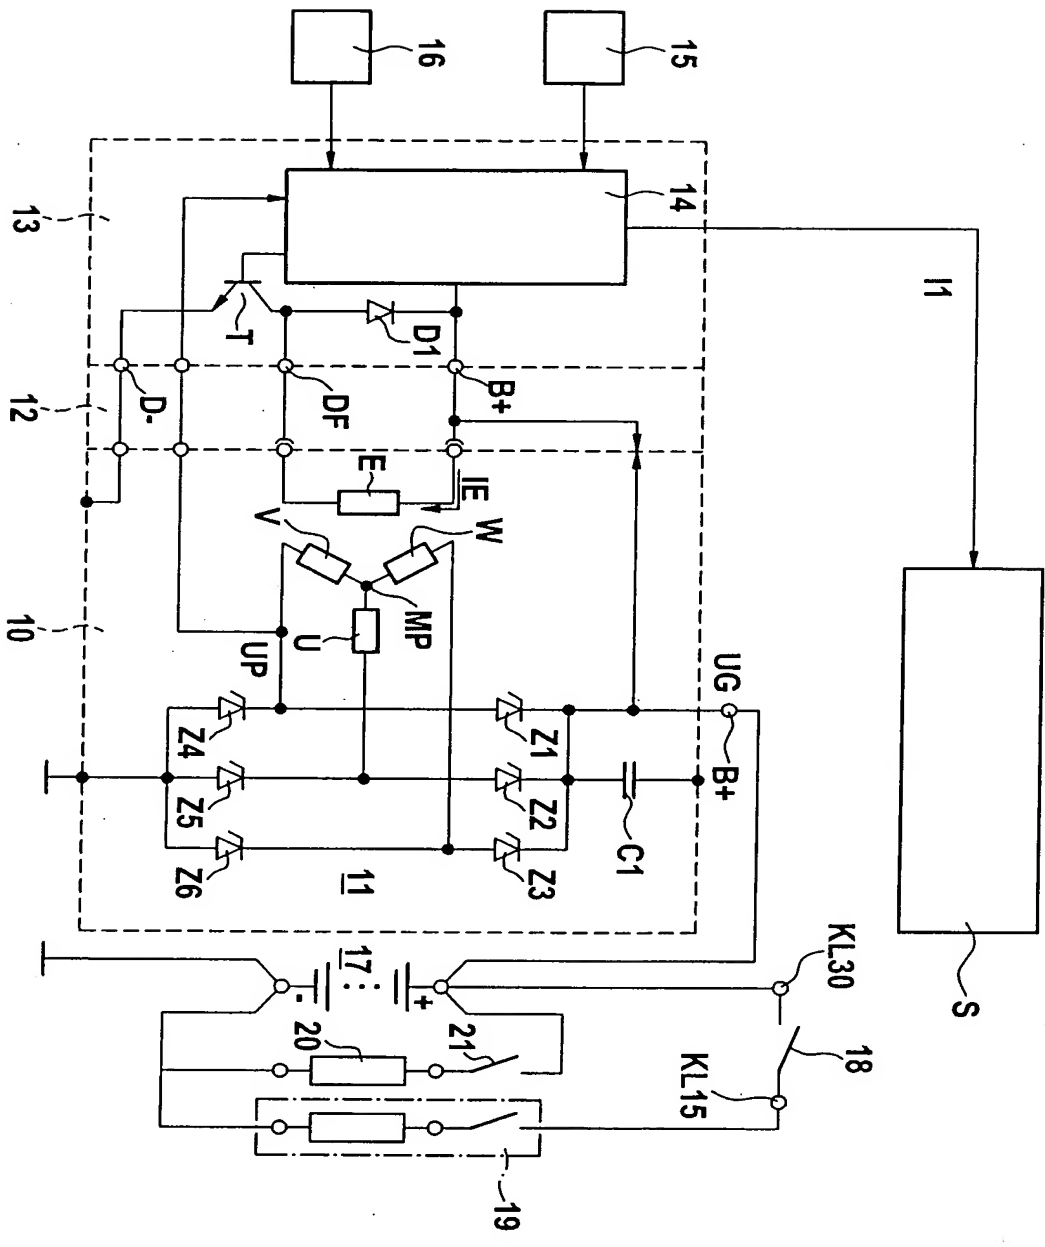 16
15
13
14
I1
T
D1
12
D-
DF
B+
E
IE
V
W
10
MP
U
UP
UG
Z4
Z1
B+
Z5
Z2
C1
Z6
Z3
11
S
17
KL30
-
+
20
21
18
KL15
19